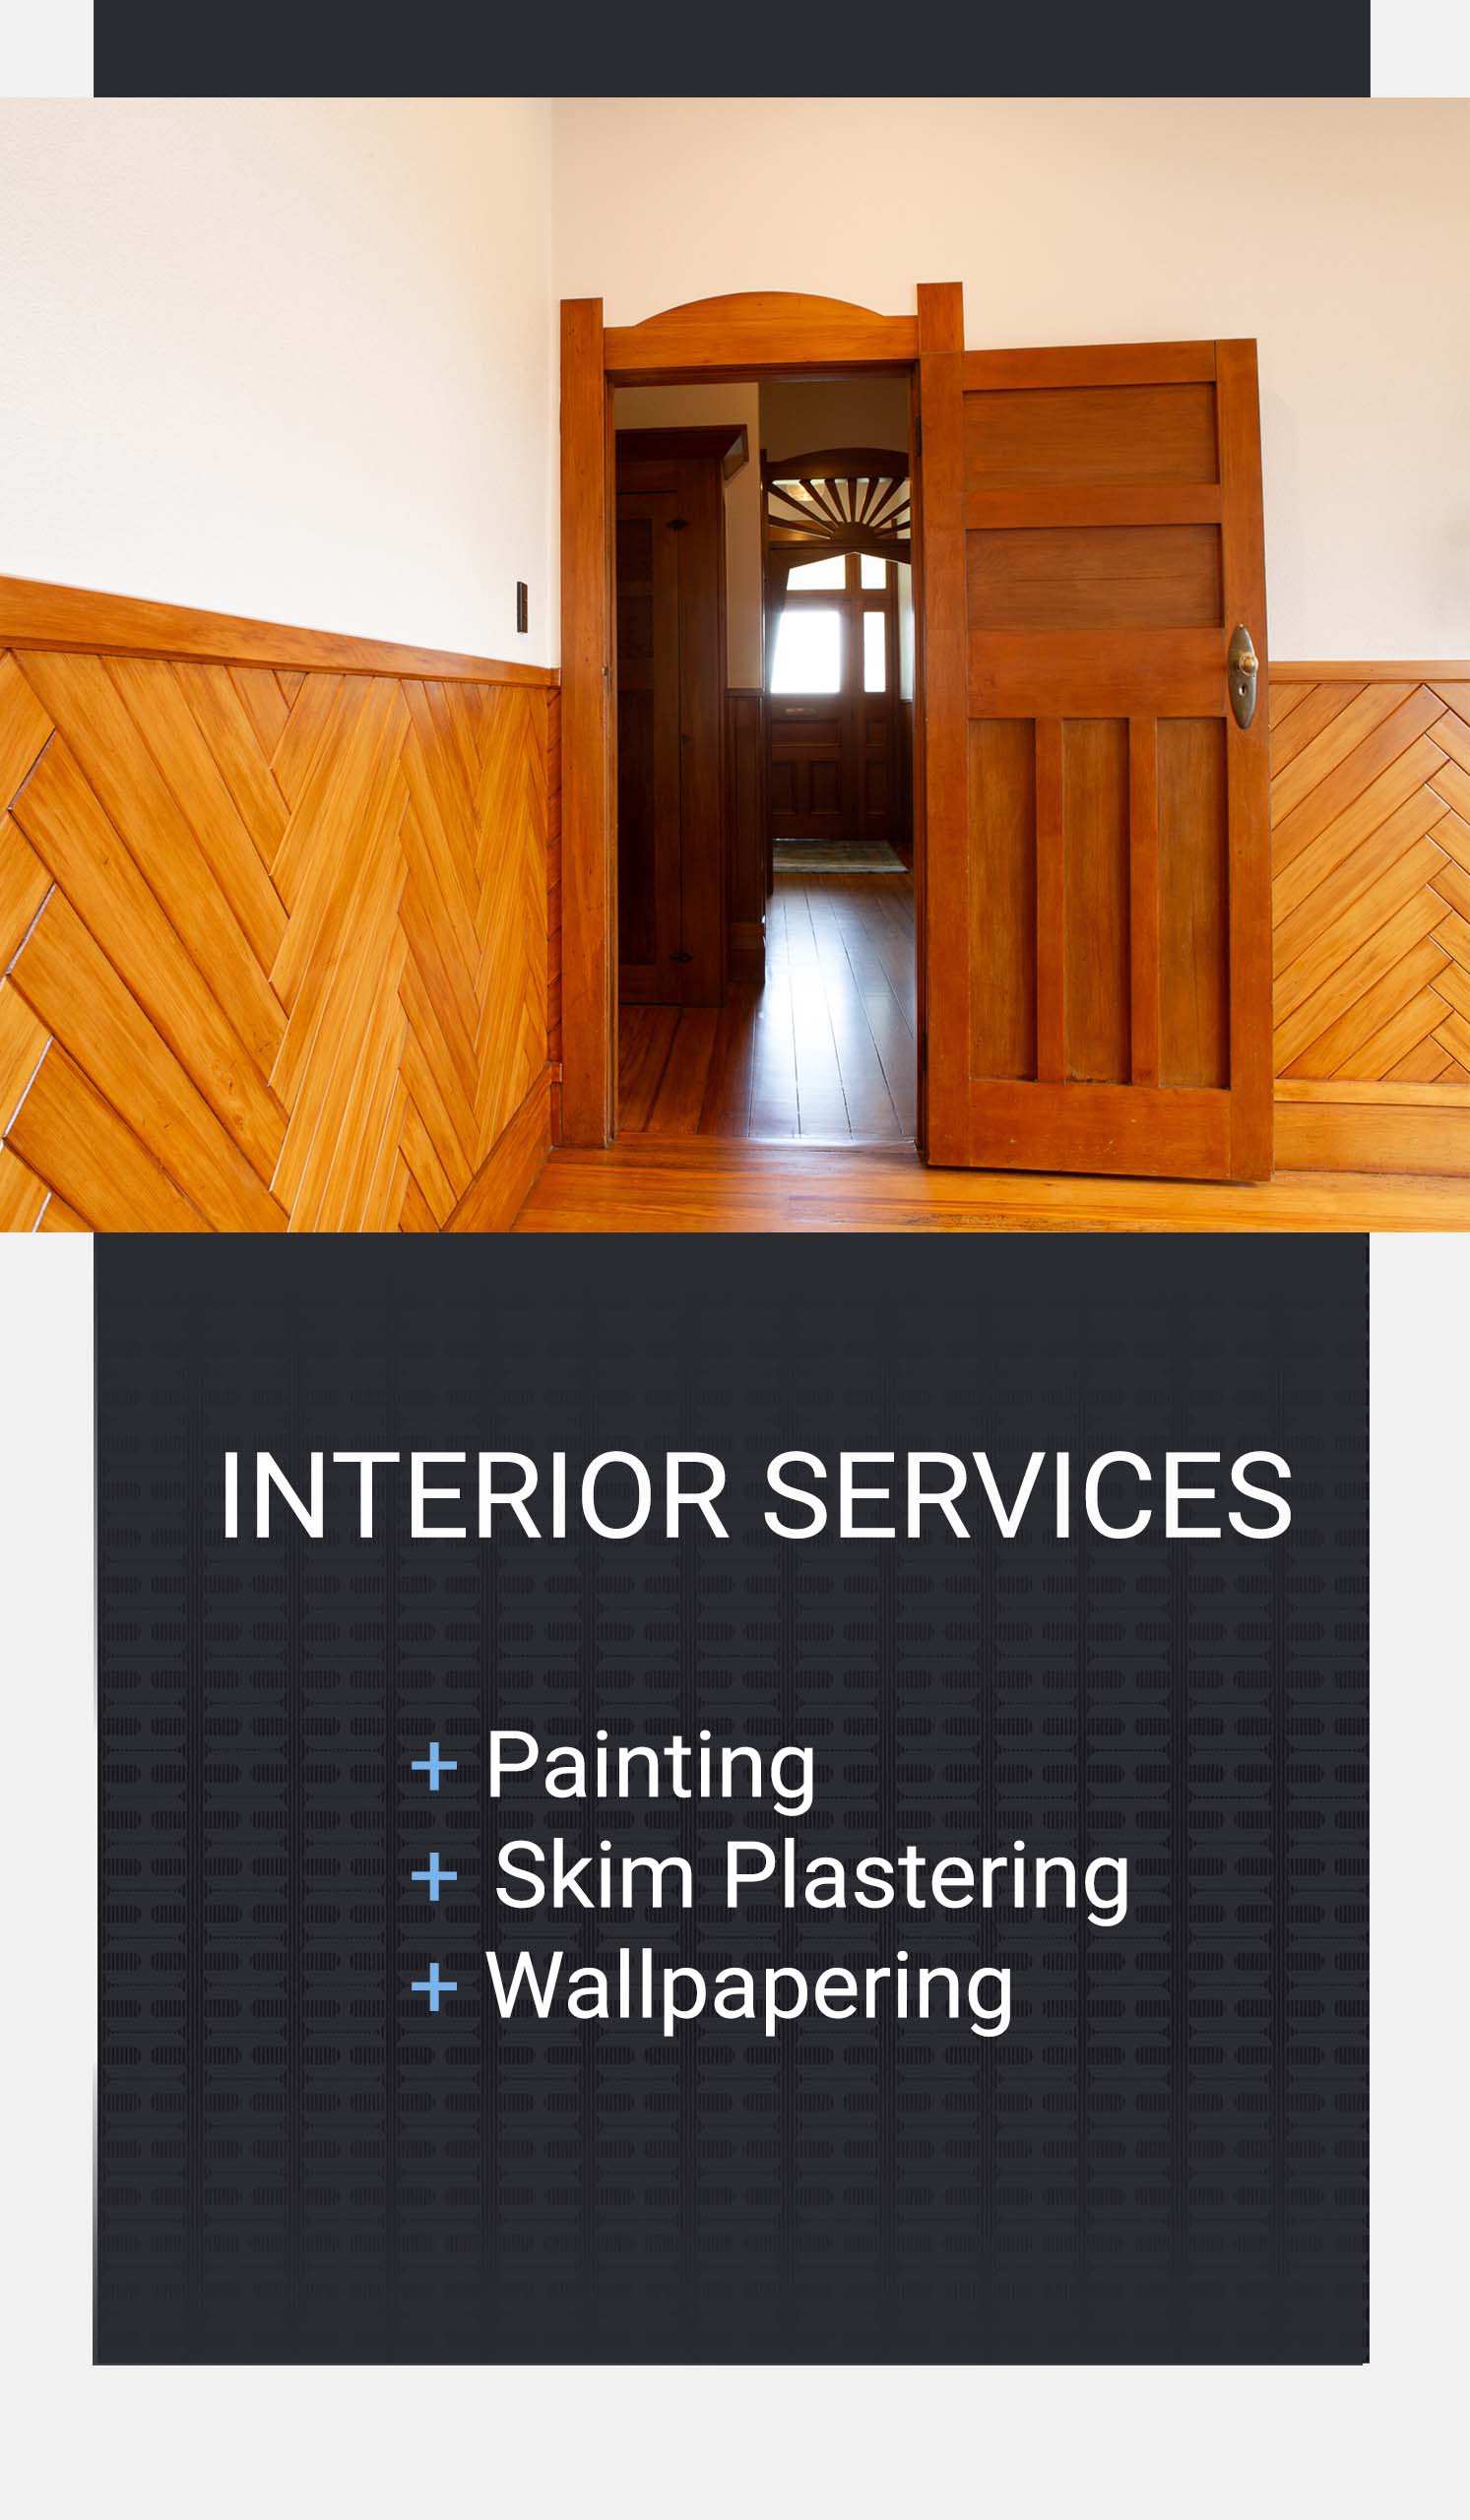 INTERIOR SERVICES
+ Painting
+ Skim Plastering
+ Wallpapering